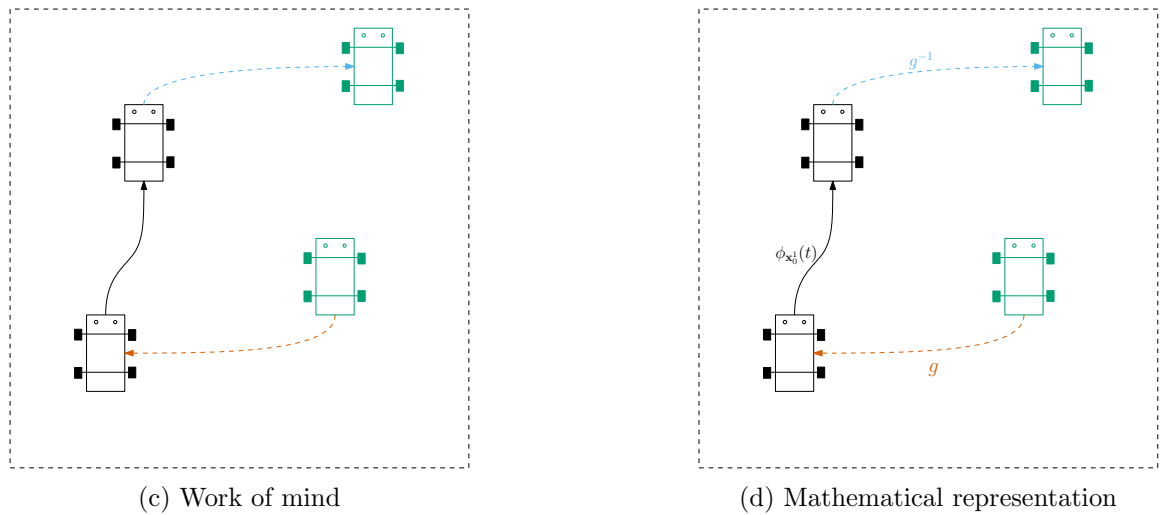 g⁻¹
ϕ_{𝐱₀¹}(t)
g
(c) Work of mind
(d) Mathematical representation